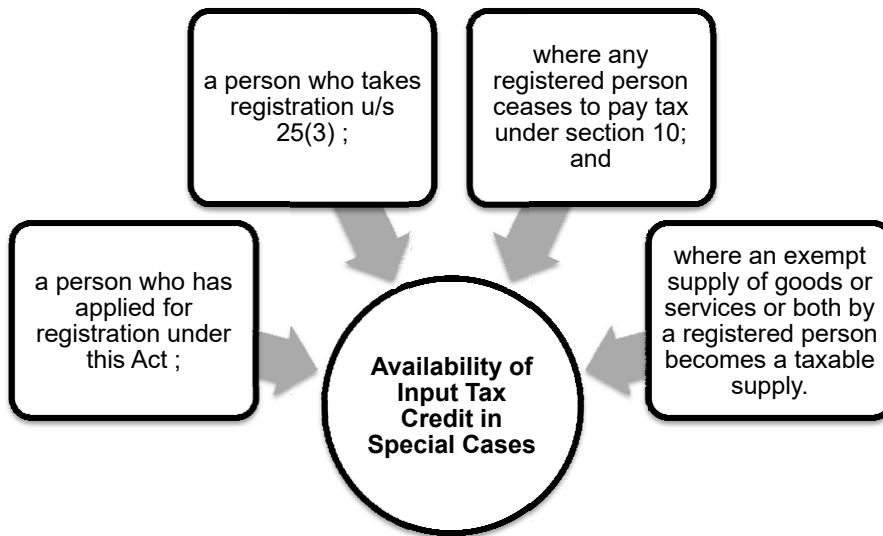 a person who has
applied for
registration under
this Act ;
a person who takes
registration u/s
25(3) ;
where any
registered person
ceases to pay tax
under section 10;
and
where an exempt
supply of goods or
services or both by
a registered person
becomes a taxable
supply.
Availability of
Input Tax
Credit in
Special Cases